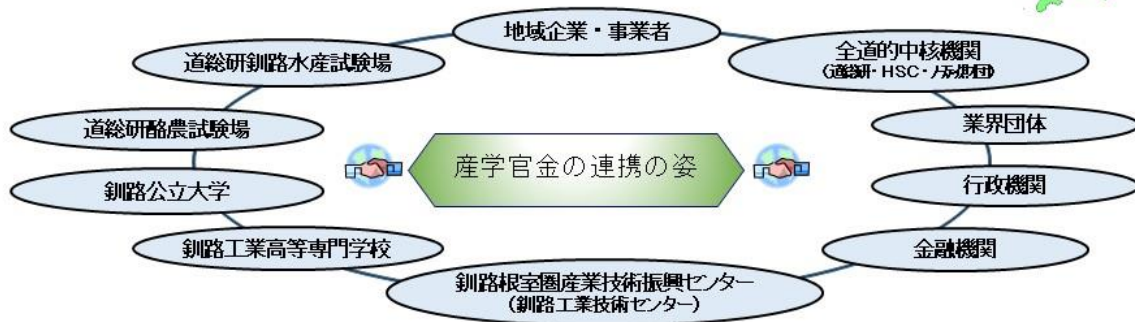 地域企業・事業者
道総研釧路水産試験場
全道的中核機関
(道総研・HSC・ノーステック財団)
道総研酪農試験場
業界団体
産学官金の連携の姿
釧路公立大学
行政機関
釧路工業高等専門学校
金融機関
釧路根室圏産業技術振興センター
(釧路工業技術センター)